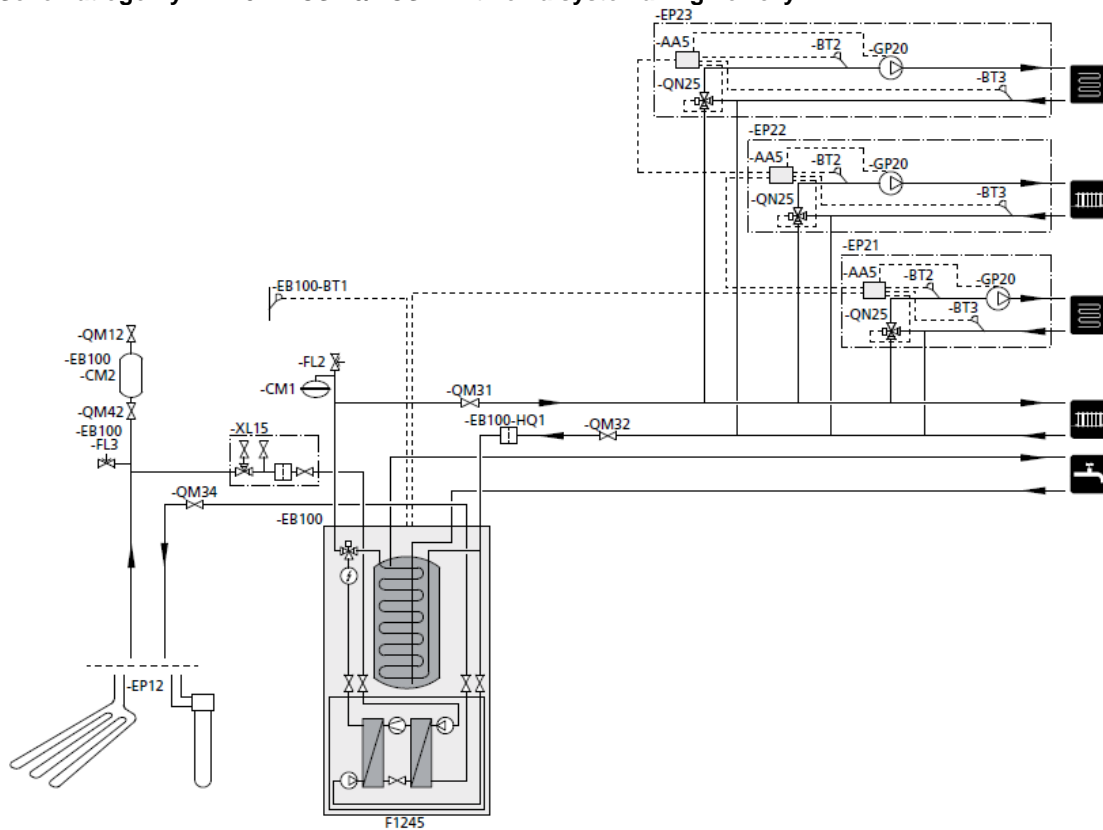 -EP23
-AA5
-BT2
-GP20
-QN25
-BT3
-EP22
-AA5
-BT2
-GP20
-QN25
-BT3
-EP21
-AA5
-BT2
-GP20
-QN25
-BT3
-EB100-BT1
-QM12
-EB100
-CM2
-FL2
-CM1
-QM31
-QM42
-EB100
-FL3
-XL15
-EB100-HQ1
-QM32
-QM34
-EB100
-EP12
F1245